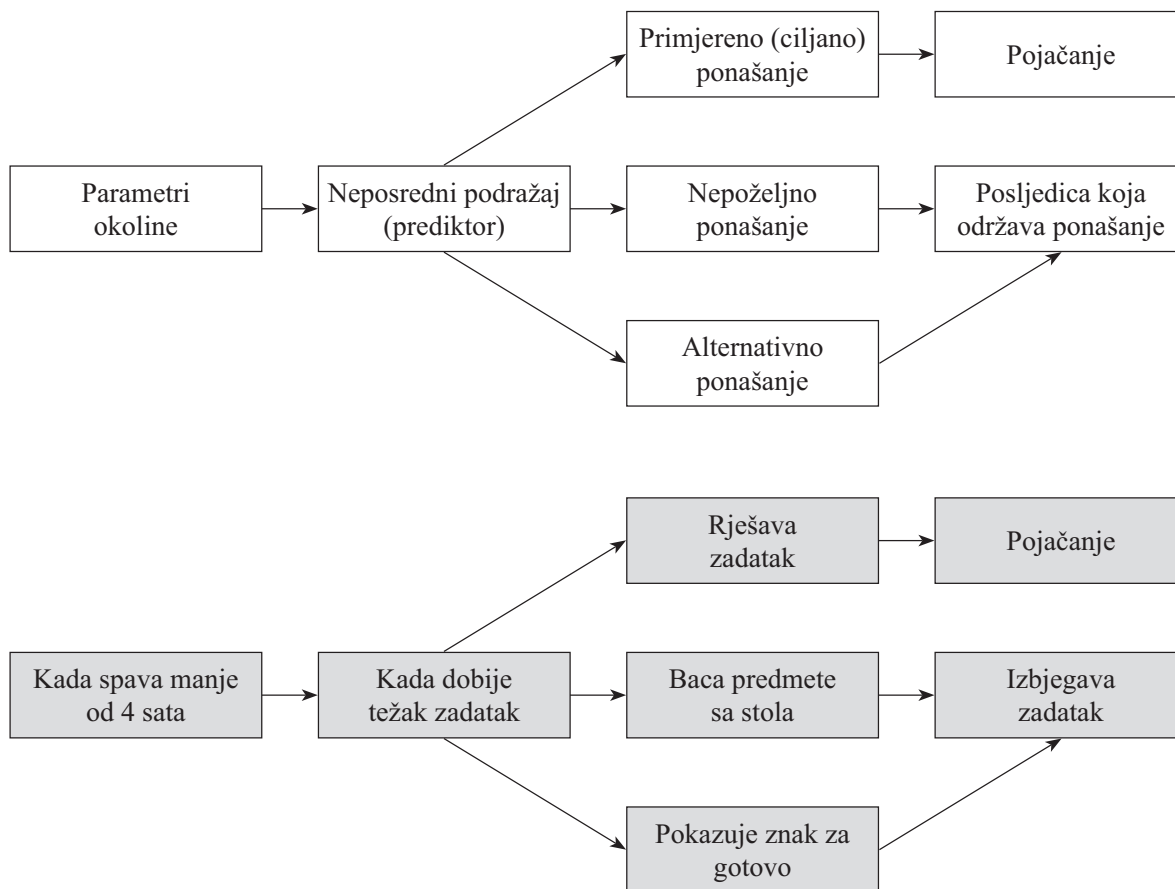 Primjereno (ciljano)
ponašanje
Pojačanje
Parametri
okoline
Neposredni podražaj
(prediktor)
Nepoželjno
ponašanje
Posljedica koja
održava ponašanje
Alternativno
ponašanje
Rješava
zadatak
Pojačanje
Kada spava manje
od 4 sata
Kada dobije
težak zadatak
Baca predmete
sa stola
Izbjegava
zadatak
Pokazuje znak za
gotovo